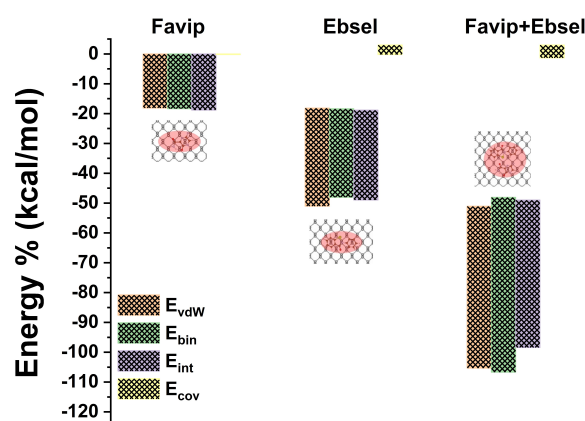 Favip Ebsel Favip+Ebsel
Energy % (kcal/mol)
0
-10
-20
-30
-40
-50
-60
-70
-80
-90
-100
-110
-120
EvdW
Ebin
Eint
Ecov